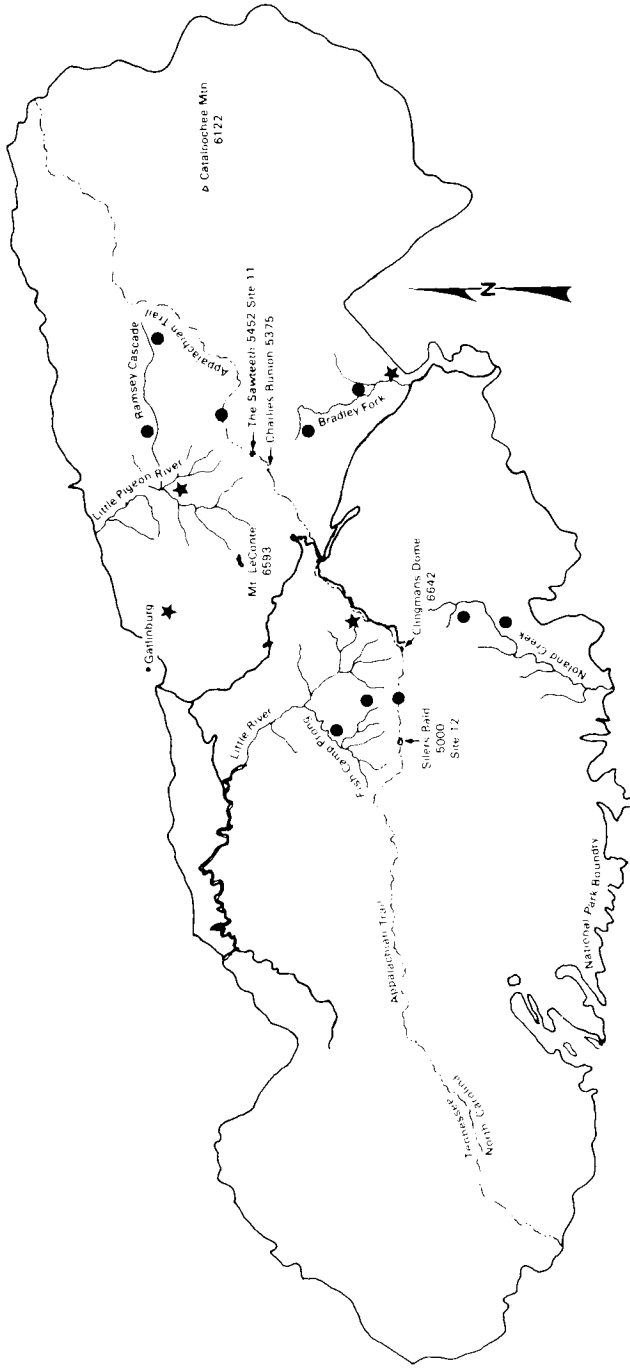 Catalnochee Mtn
6122
Ramsey Cascade
Appalachian Trail
The Sawteeth 5452 Site 11
Charlies Bunion 5375
Little Pigeon River
Bradley Fork
N
Mt LeConte
6593
Gatlinburg
Clingmans Dome
6642
Noland Creek
Little River
Fish Camp Prong
Silers Bald
5000
Site 12
Appalachian Trail
National Park Boundry
Tennessee
North Carolina